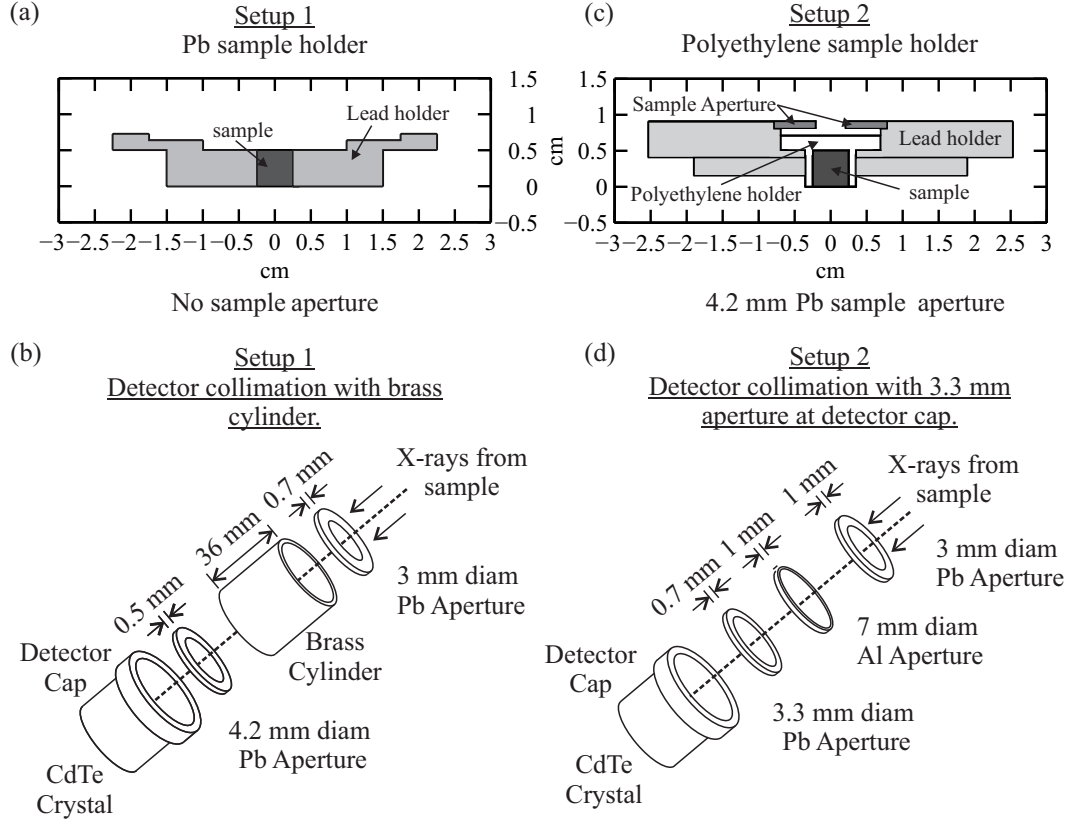 (a)
Setup 1
Pb sample holder
1.5
1
0.5
0
−0.5
cm
sample
Lead holder
−3−2.5 −2−1.5 −1−0.5 0 0.5 1 1.5 2 2.5 3
cm
No sample aperture
(c)
Setup 2
Polyethylene sample holder
1.5
1
0.5
0
−0.5
cm
Sample Aperture
Lead holder
Polyethylene holder
sample
−3−2.5 −2−1.5 −1−0.5 0 0.5 1 1.5 2 2.5 3
cm
4.2 mm Pb sample aperture
(b)
Setup 1
Detector collimation with brass
cylinder.
X-rays from
sample
0.7 mm
36 mm
0.5 mm
3 mm diam
Pb Aperture
Brass
Cylinder
Detector
Cap
4.2 mm diam
Pb Aperture
CdTe
Crystal
(d)
Setup 2
Detector collimation with 3.3 mm
aperture at detector cap.
X-rays from
sample
1 mm
1 mm
0.7 mm
3 mm diam
Pb Aperture
7 mm diam
Al Aperture
Detector
Cap
3.3 mm diam
Pb Aperture
CdTe
Crystal